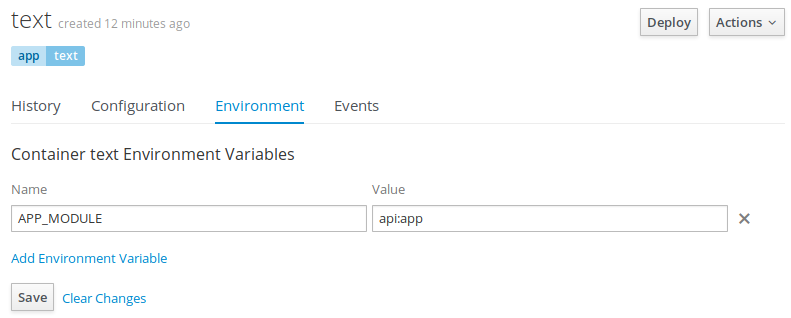 text created 12 minutes ago Deploy Actions
app text
History Configuration Environment Events
Container text Environment Variables
Name Value
APP_MODULE api:app
Add Environment Variable
Save Clear Changes